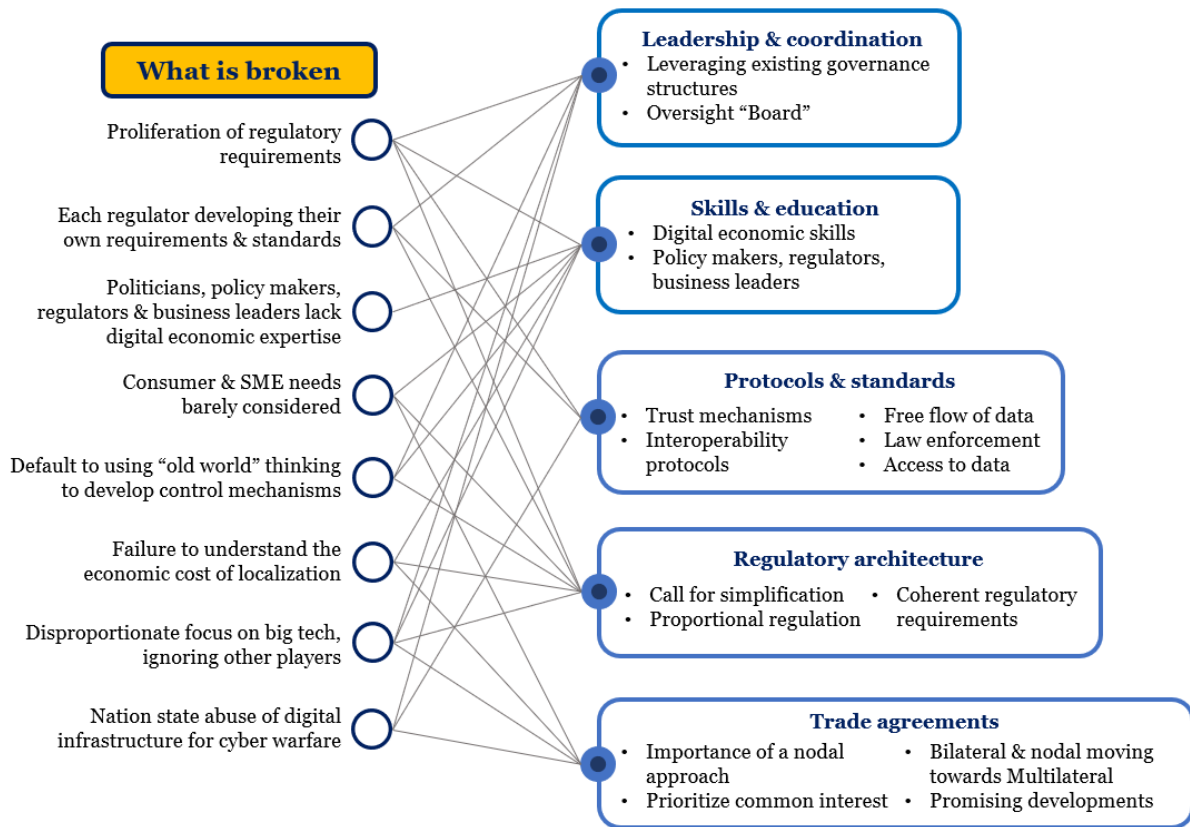 What is broken
Proliferation of regulatory
requirements
Each regulator developing their
own requirements & standards
Politicians, policy makers,
regulators & business leaders lack
digital economic expertise
Consumer & SME needs
barely considered
Default to using “old world” thinking
to develop control mechanisms
Failure to understand the
economic cost of localization
Disproportionate focus on big tech,
ignoring other players
Nation state abuse of digital
infrastructure for cyber warfare
Leadership & coordination
• Leveraging existing governance
structures
• Oversight “Board”
Skills & education
• Digital economic skills
• Policy makers, regulators,
business leaders
Protocols & standards
• Trust mechanisms
• Interoperability
protocols
• Free flow of data
• Law enforcement
• Access to data
Regulatory architecture
• Call for simplification
• Proportional regulation
• Coherent regulatory
requirements
Trade agreements
• Importance of a nodal
approach
• Prioritize common interest
• Bilateral & nodal moving
towards Multilateral
• Promising developments